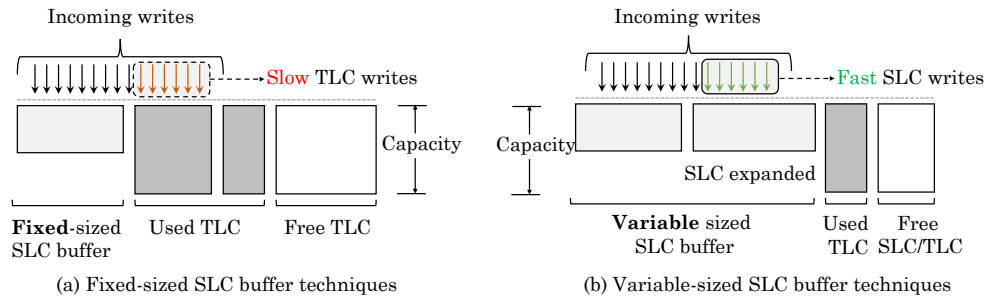 Incoming writes
Slow TLC writes
Capacity
Fixed-sized
SLC buffer
Used TLC
Free TLC
(a) Fixed-sized SLC buffer techniques
Incoming writes
Fast SLC writes
Capacity
SLC expanded
Variable sized
SLC buffer
Used
TLC
Free
SLC/TLC
(b) Variable-sized SLC buffer techniques